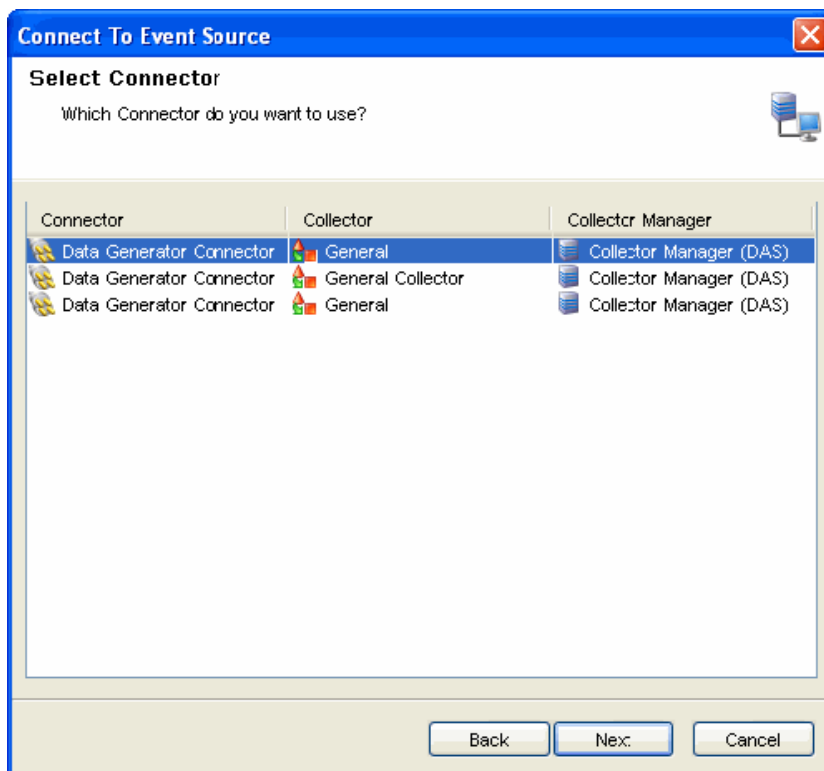 Connect To Event Source
Select Connector
Which Connector do you want to use?
Connector Collector Collector Manager
Data Generator Connector General Collector Manager (DAS)
Data Generator Connector General Collector Collector Manager (DAS)
Data Generator Connector General Collector Manager (DAS)
Back Next Cancel